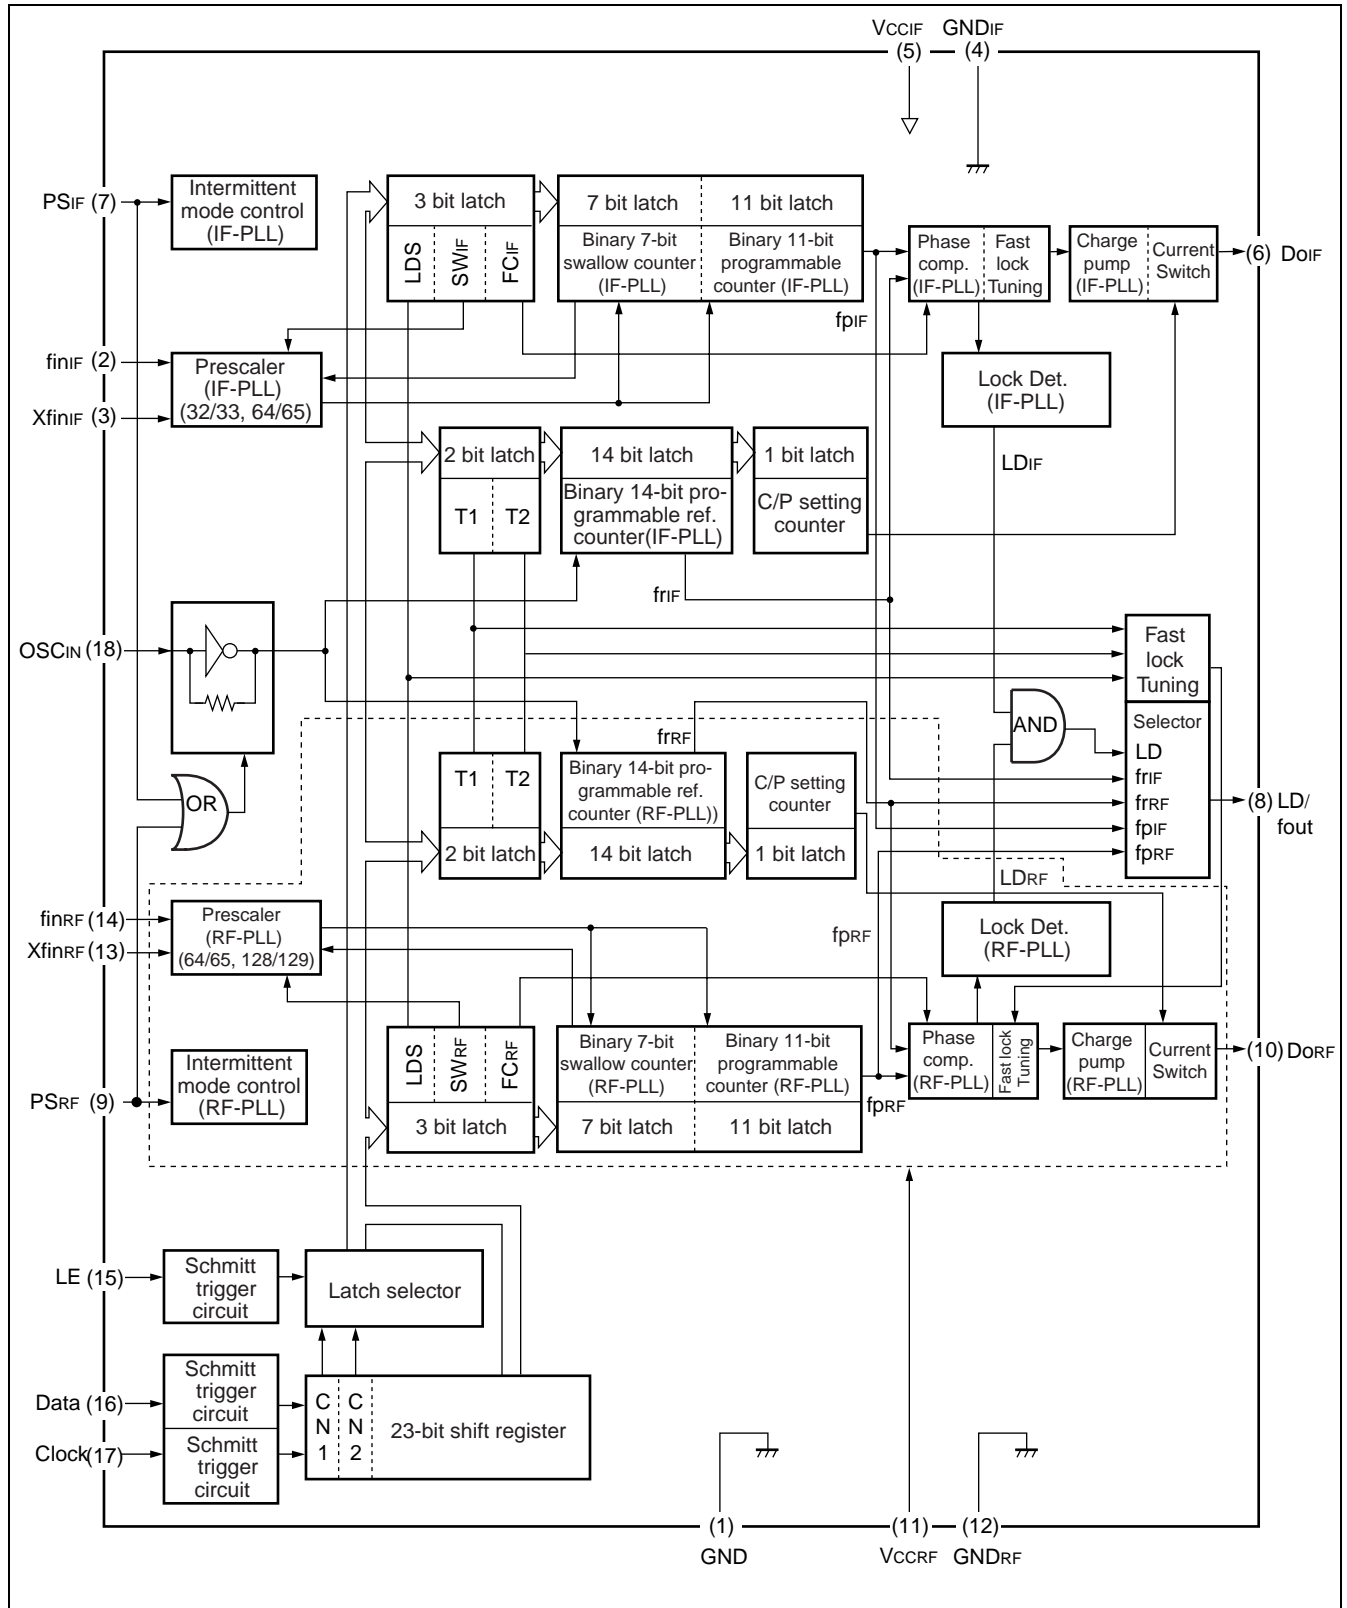 VCCIF GNDIF
(5) (4)
PSIF (7)
Intermittent
mode control
(IF-PLL)
3 bit latch
LDS
SWIF
FCIF
7 bit latch
11 bit latch
Binary 7-bit
swallow counter
(IF-PLL)
Binary 11-bit
programmable
counter (IF-PLL)
fpIF
Phase
comp.
(IF-PLL)
Fast
lock
Tuning
Charge
pump
(IF-PLL)
Current
Switch
(6) DoIF
finIF (2)
XfinIF (3)
Prescaler
(IF-PLL)
(32/33, 64/65)
Lock Det.
(IF-PLL)
LDIF
2 bit latch
T1
T2
14 bit latch
Binary 14-bit pro-
grammable ref.
counter(IF-PLL)
1 bit latch
C/P setting
counter
frIF
OSCIN (18)
OR
Fast
lock
Tuning
AND
Selector
LD
frIF
frRF
fpIF
fpRF
(8) LD/
fout
frRF
T1
T2
2 bit latch
Binary 14-bit pro-
grammable ref.
counter (RF-PLL))
14 bit latch
C/P setting
counter
1 bit latch
LDRF
finRF (14)
XfinRF (13)
Prescaler
(RF-PLL)
(64/65, 128/129)
fpRF
Lock Det.
(RF-PLL)
PSRF (9)
Intermittent
mode control
(RF-PLL)
LDS
SWRF
FCRF
3 bit latch
Binary 7-bit
swallow counter
(RF-PLL)
Binary 11-bit
programmable
counter (RF-PLL)
7 bit latch
11 bit latch
fpRF
Phase
comp.
(RF-PLL)
Fast lock
Tuning
Charge
pump
(RF-PLL)
Current
Switch
(10) DoRF
LE (15)
Schmitt
trigger
circuit
Latch selector
Data (16)
Schmitt
trigger
circuit
Clock (17)
Schmitt
trigger
circuit
C
N
1
C
N
2
23-bit shift register
(1)
GND
(11)
VCCRF
(12)
GNDRF